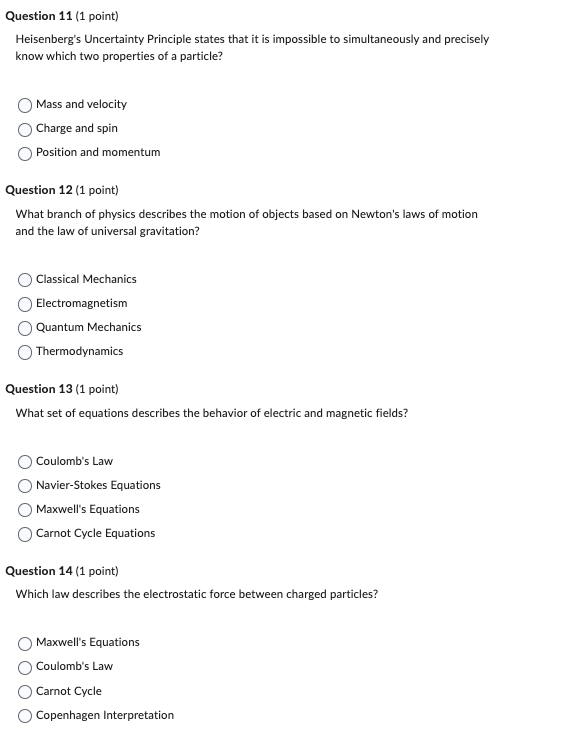 Question 11 (1 point)
Heisenberg's Uncertainty Principle states that it is impossible to simultaneously and precisely
know which two properties of a particle?
Mass and velocity
Charge and spin
Position and momentum
Question 12 (1 point)
What branch of physics describes the motion of objects based on Newton's laws of motion
and the law of universal gravitation?
Classical Mechanics
Electromagnetism
Quantum Mechanics
Thermodynamics
Question 13 (1 point)
What set of equations describes the behavior of electric and magnetic fields?
Coulomb's Law
Navier-Stokes Equations
Maxwell's Equations
Carnot Cycle Equations
Question 14 (1 point)
Which law describes the electrostatic force between charged particles?
Maxwell's Equations
Coulomb's Law
Carnot Cycle
Copenhagen Interpretation